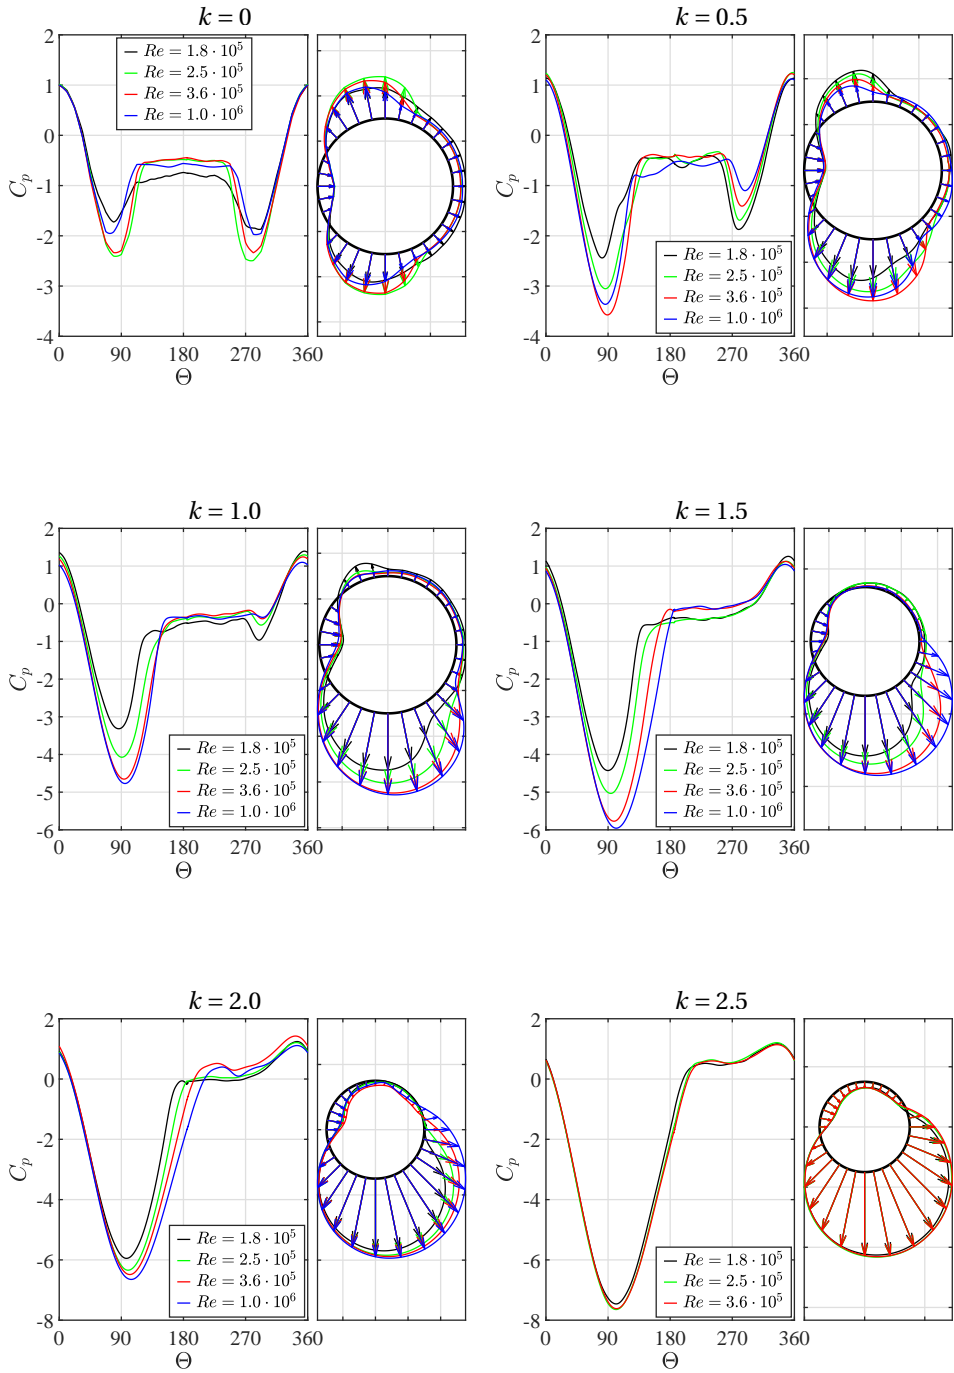 k = 0
2
1
0
-1
-2
-3
-4
C_p
Re = 1.8 · 10^5
Re = 2.5 · 10^5
Re = 3.6 · 10^5
Re = 1.0 · 10^6
0 90 180 270 360
Θ
k = 0.5
2
1
0
-1
-2
-3
-4
C_p
Re = 1.8 · 10^5
Re = 2.5 · 10^5
Re = 3.6 · 10^5
Re = 1.0 · 10^6
0 90 180 270 360
Θ
k = 1.0
2
1
0
-1
-2
-3
-4
-5
-6
C_p
Re = 1.8 · 10^5
Re = 2.5 · 10^5
Re = 3.6 · 10^5
Re = 1.0 · 10^6
0 90 180 270 360
Θ
k = 1.5
2
1
0
-1
-2
-3
-4
-5
-6
C_p
Re = 1.8 · 10^5
Re = 2.5 · 10^5
Re = 3.6 · 10^5
Re = 1.0 · 10^6
0 90 180 270 360
Θ
k = 2.0
2
0
-2
-4
-6
-8
C_p
Re = 1.8 · 10^5
Re = 2.5 · 10^5
Re = 3.6 · 10^5
Re = 1.0 · 10^6
0 90 180 270 360
Θ
k = 2.5
2
0
-2
-4
-6
-8
C_p
Re = 1.8 · 10^5
Re = 2.5 · 10^5
Re = 3.6 · 10^5
0 90 180 270 360
Θ